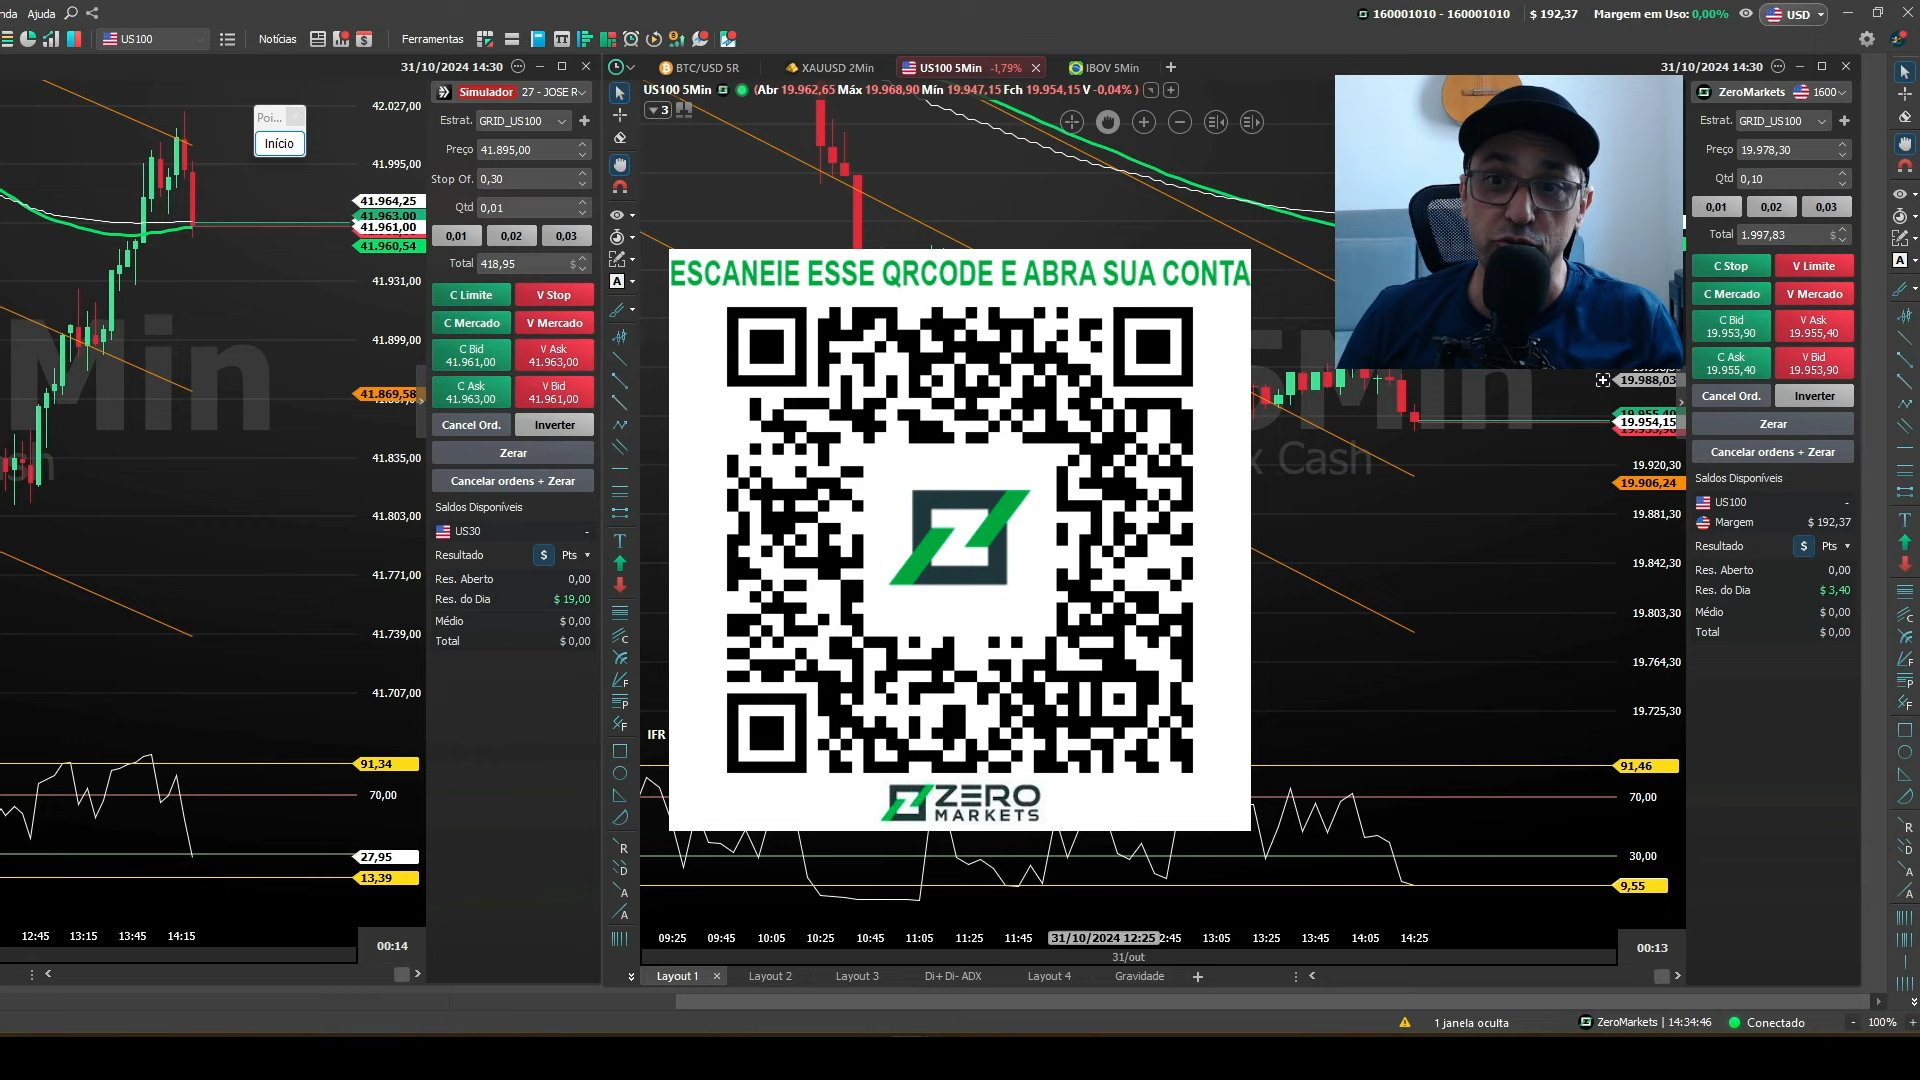 nda Ajuda
160001010 - 160001010 $ 192,37 Margem em Uso: 0,00% USD
US100 Notícias Ferramentas
31/10/2024 14:30
BTC/USD 5R XAUUSD 2Min US100 5Min -1,79% IBOV 5Min
31/10/2024 14:30
US100 5Min (Abr 19.962,65 Máx 19.968,90 Mín 19.947,15 Fch 19.954,15 V -0,04% )
3
Poi...
Início
Min
42.027,00
41.995,00
41.964,25
41.963,00
41.961,00
41.960,54
41.931,00
41.899,00
41.869,58
41.835,00
41.803,00
41.771,00
41.739,00
41.707,00
91,34
70,00
27,95
13,39
12:45 13:15 13:45 14:15
00:14
Simulador 27 - JOSE R
Estrat. GRID_US100
Preço 41.895,00
Stop Of. 0,30
Qtd 0,01
0,01 0,02 0,03
Total 418,95 $
C Limite V Stop
C Mercado V Mercado
C Bid V Ask
41.961,00 41.963,00
C Ask V Bid
41.963,00 41.961,00
Cancel Ord. Inverter
Zerar
Cancelar ordens + Zerar
Saldos Disponíveis
US30 -
Resultado $ Pts
Res. Aberto 0,00
Res. do Dia $ 19,00
Médio $ 0,00
Total $ 0,00
ESCANEIE ESSE QRCODE E ABRA SUA CONTA
ZERO
MARKETS
5Min
x Cash
IFR
19.988,03
19.955,40
19.954,15
19.920,30
19.906,24
19.881,30
19.842,30
19.803,30
19.764,30
19.725,30
91,46
70,00
30,00
9,55
09:25 09:45 10:05 10:25 10:45 11:05 11:25 11:45 31/10/2024 12:25 2:45 13:05 13:25 13:45 14:05 14:25
31/out
00:13
Layout 1 Layout 2 Layout 3 Di+ Di- ADX Layout 4 Gravidade
ZeroMarkets 1600
Estrat. GRID_US100
Preço 19.978,30
Qtd 0,10
0,01 0,02 0,03
Total 1.997,83 $
C Stop V Limite
C Mercado V Mercado
C Bid V Ask
19.953,90 19.955,40
C Ask V Bid
19.955,40 19.953,90
Cancel Ord. Inverter
Zerar
Cancelar ordens + Zerar
Saldos Disponíveis
US100 -
Margem $ 192,37
Resultado $ Pts
Res. Aberto 0,00
Res. do Dia $ 3,40
Médio $ 0,00
Total $ 0,00
1 janela oculta ZeroMarkets | 14:34:46 Conectado - 100% +